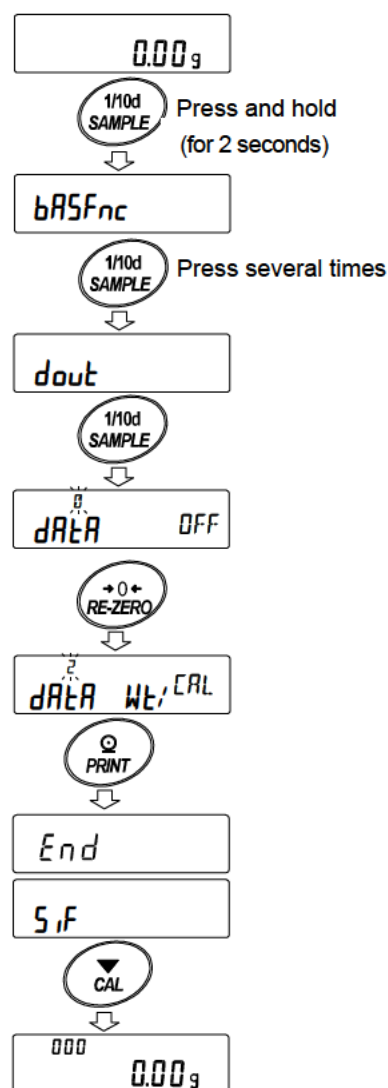 0.00 g
1/10d
SAMPLE
Press and hold
(for 2 seconds)
bASFnc
1/10d
SAMPLE
Press several times
dout
1/10d
SAMPLE
0
dAtA OFF
→0←
RE-ZERO
2
dAtA Wt/CAL
PRINT
End
S iF
CAL
000
0.00 g